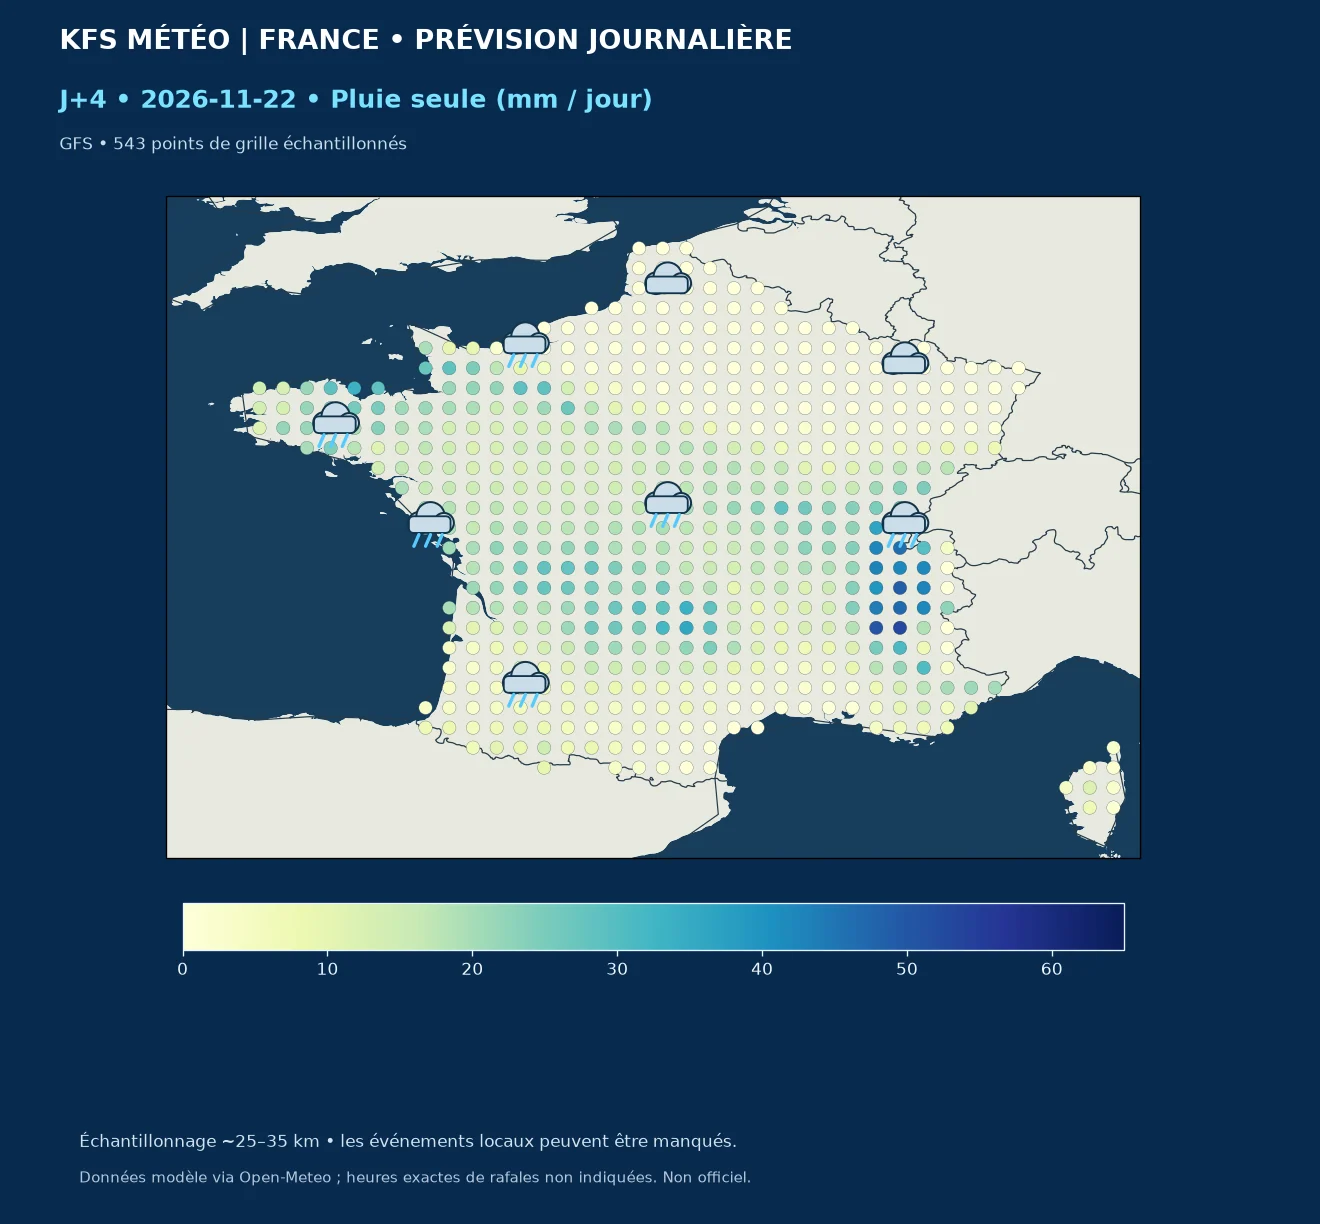 KFS MÉTÉO | FRANCE • PRÉVISION JOURNALIÈRE
J+4 • 2026-11-22 • Pluie seule (mm / jour)
GFS • 543 points de grille échantillonnés
0 10 20 30 40 50 60
Échantillonnage ~25–35 km • les événements locaux peuvent être manqués.
Données modèle via Open-Meteo ; heures exactes de rafales non indiquées. Non officiel.